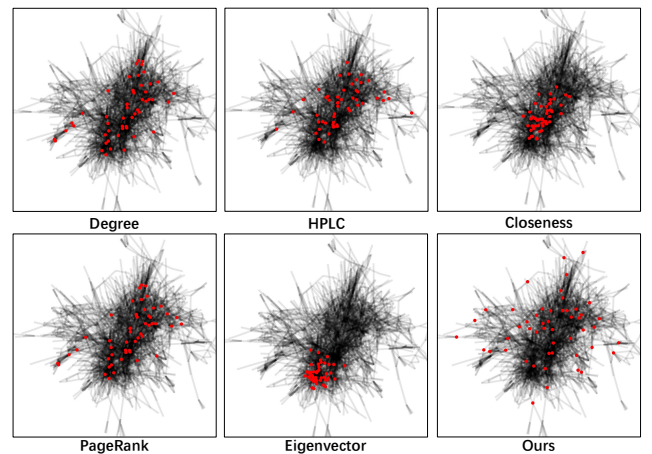 Degree
HPLC
Closeness
PageRank
Eigenvector
Ours